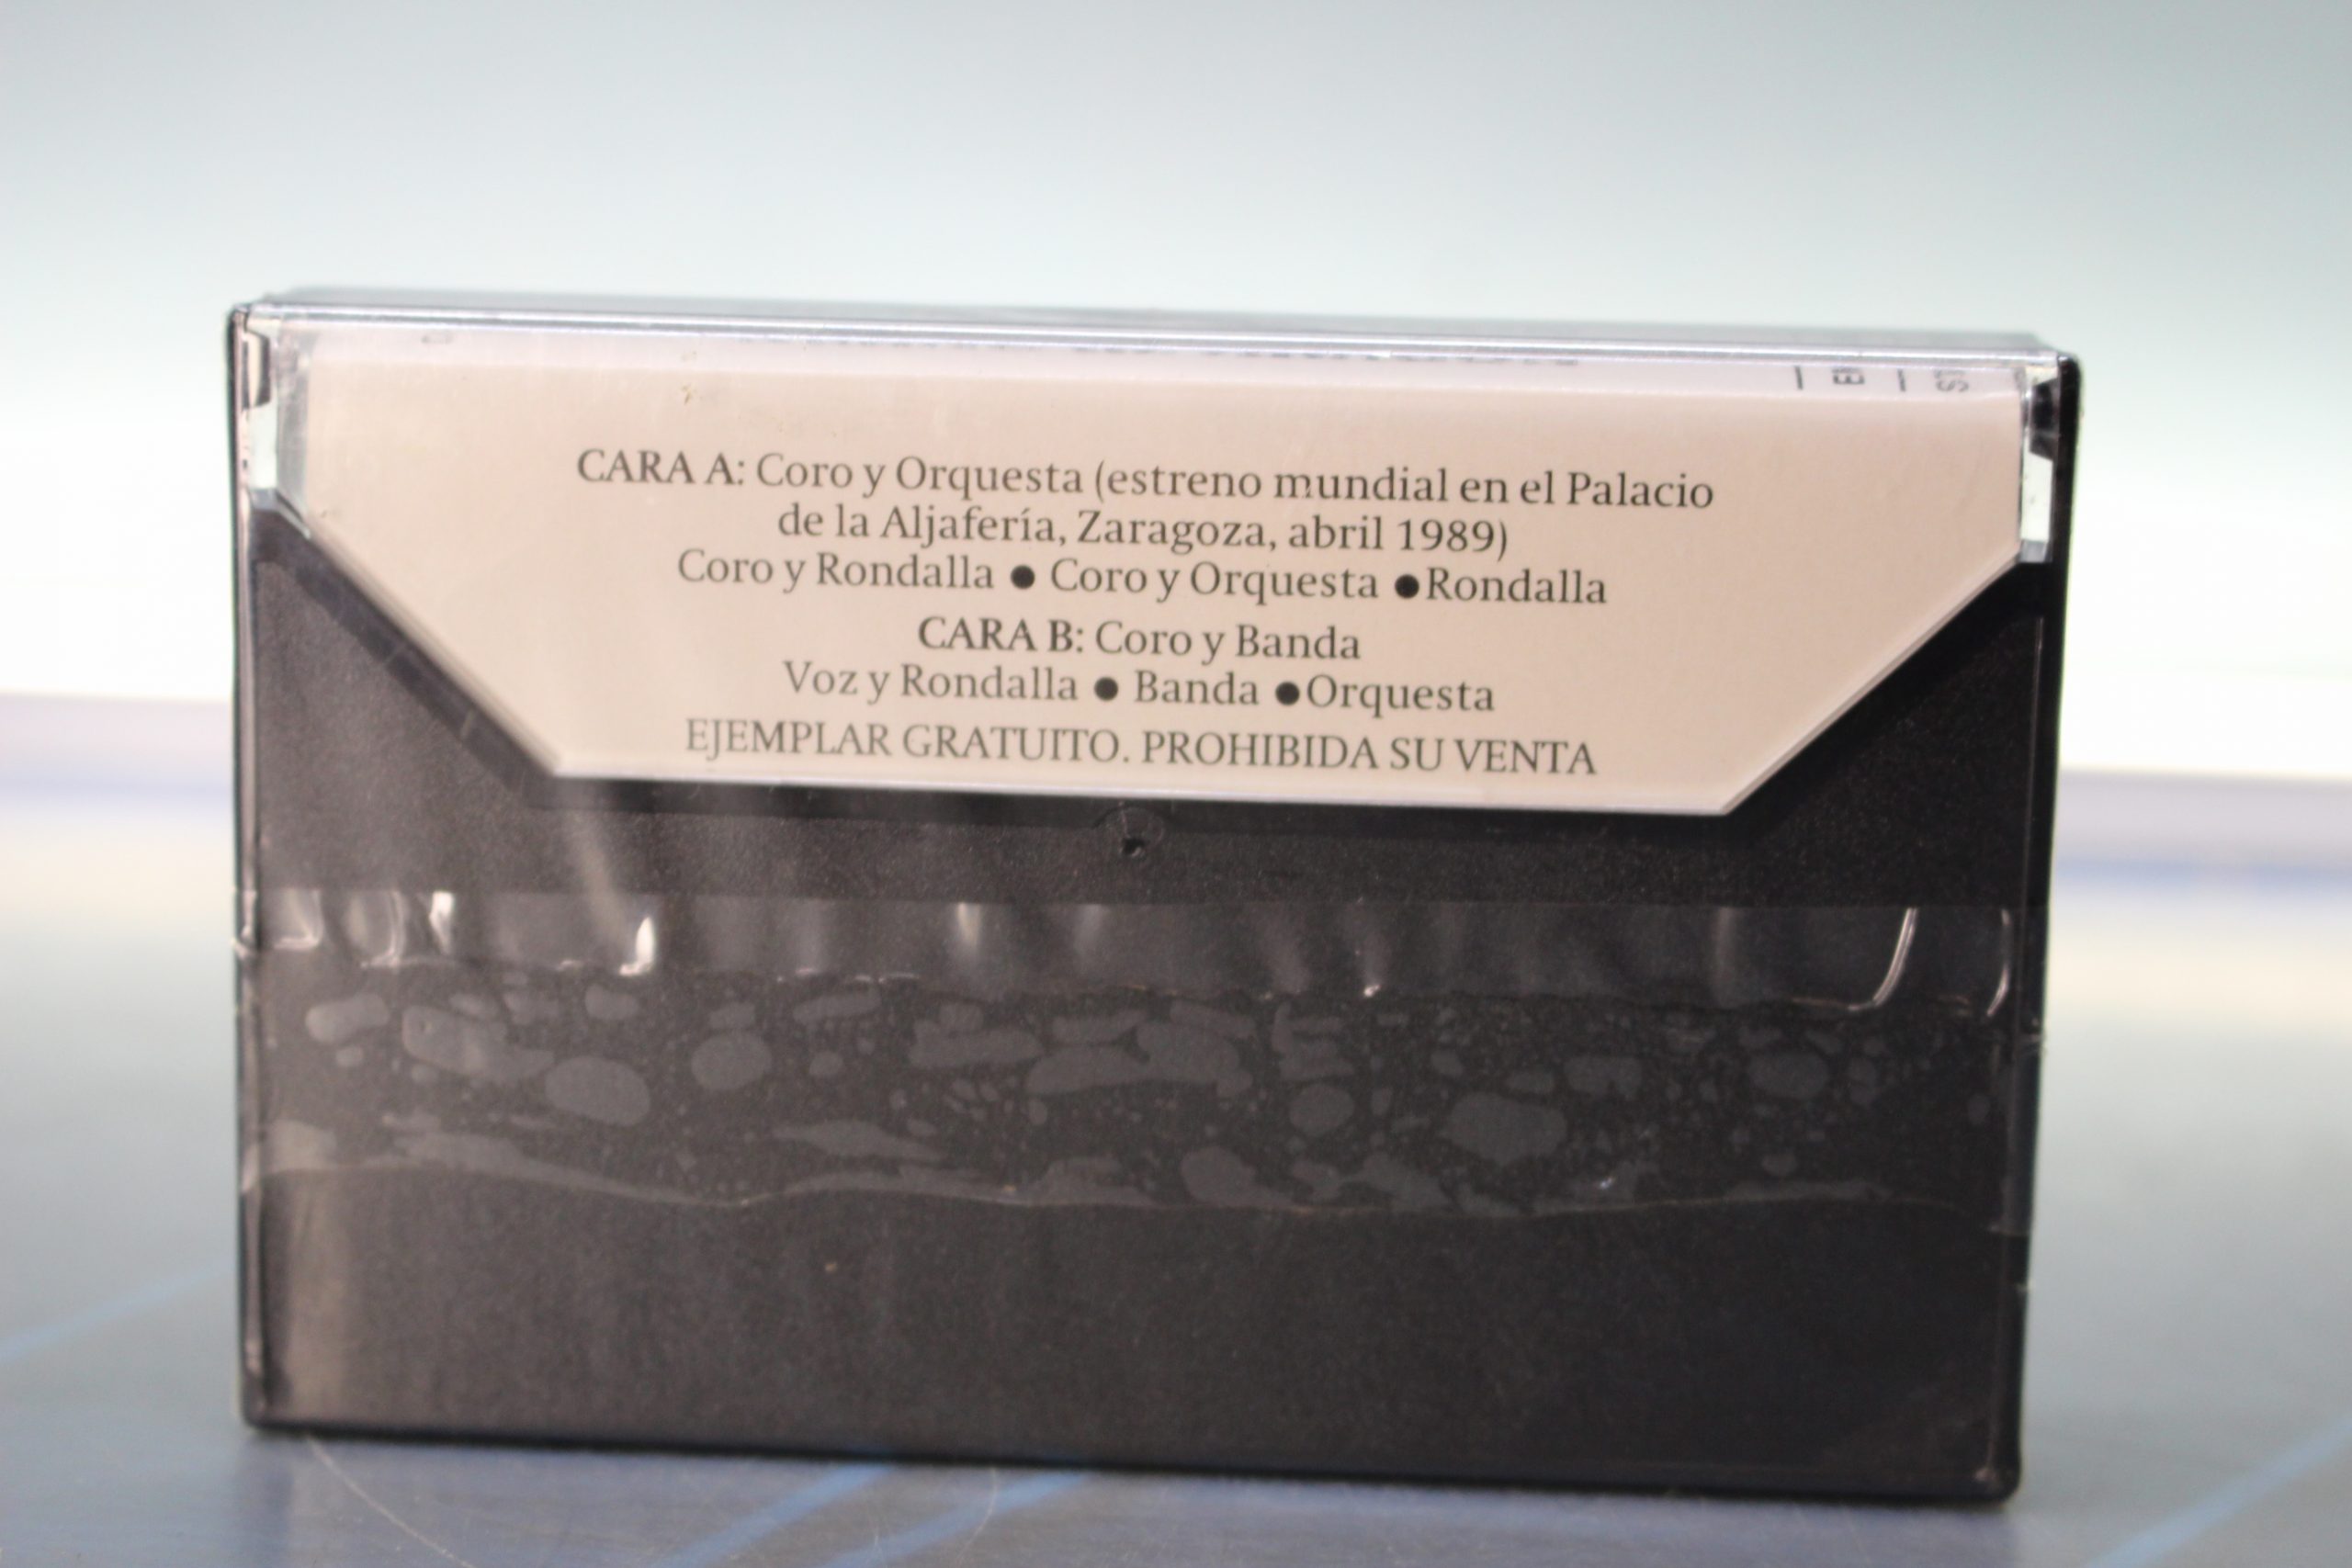 CARA A: Coro y Orquesta (estreno mundial en el Palacio
de la Aljafería, Zaragoza, abril 1989)
Coro y Rondalla ● Coro y Orquesta ●Rondalla
CARA B: Coro y Banda
Voz y Rondalla ● Banda ●Orquesta
EJEMPLAR GRATUITO. PROHIBIDA SU VENTA